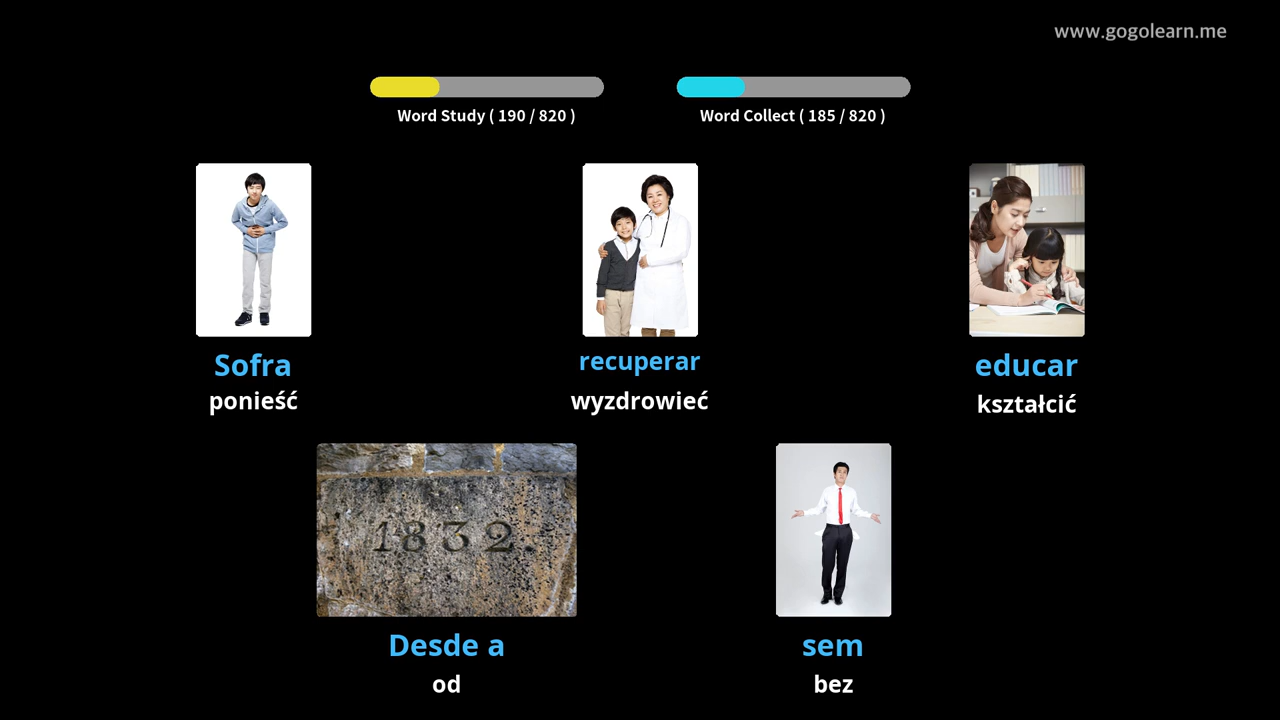 www.gogolearn.me
Word Study ( 190 / 820 )
Word Collect ( 185 / 820 )
Sofra
ponieść
recuperar
wyzdrowieć
educar
kształcić
1832
Desde a
od
sem
bez